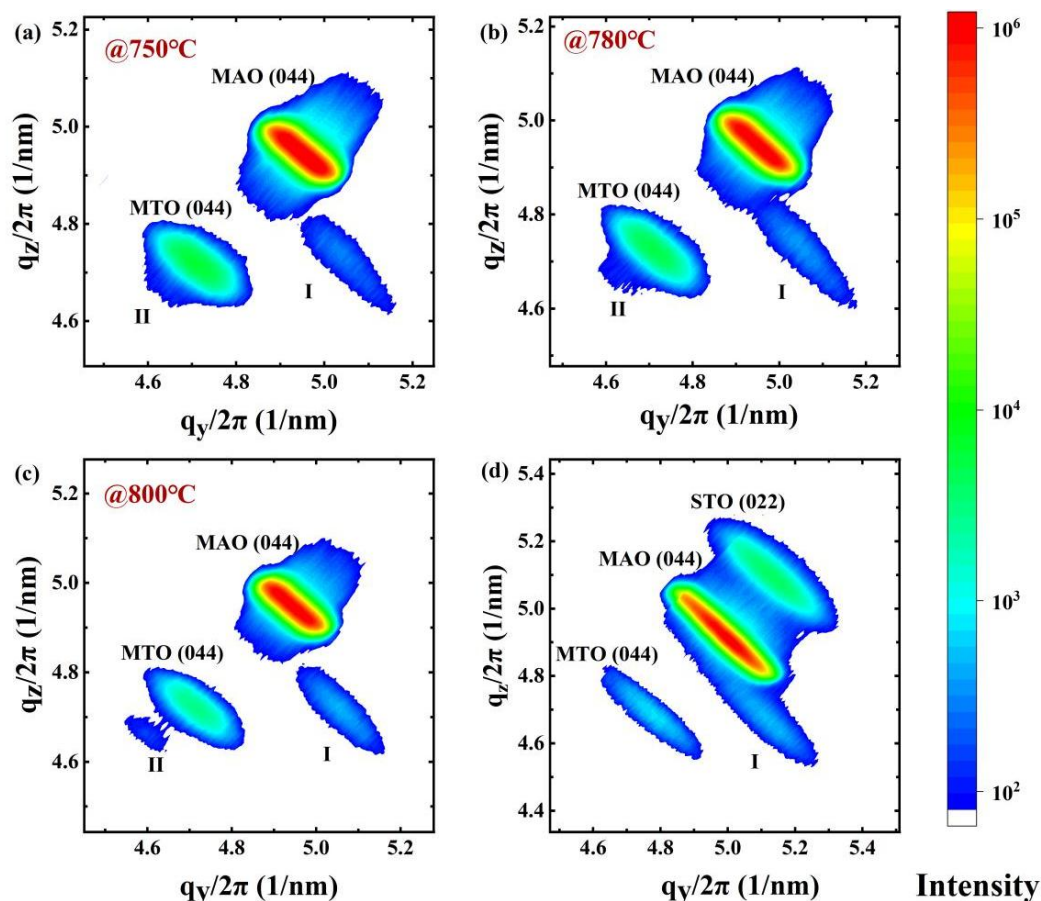 (a)
@750°C
MAO (044)
MTO (044)
I
II
5.2
5.0
4.8
4.6
qz/2π (1/nm)
4.6 4.8 5.0 5.2
qy/2π (1/nm)
(b)
@780°C
MAO (044)
MTO (044)
I
II
5.2
5.0
4.8
4.6
qz/2π (1/nm)
4.6 4.8 5.0 5.2
qy/2π (1/nm)
(c)
@800°C
MAO (044)
MTO (044)
I
II
5.2
5.0
4.8
4.6
qz/2π (1/nm)
4.6 4.8 5.0 5.2
qy/2π (1/nm)
(d)
STO (022)
MAO (044)
MTO (044)
I
5.4
5.2
5.0
4.8
4.6
4.4
qz/2π (1/nm)
4.6 4.8 5.0 5.2 5.4
qy/2π (1/nm)
10⁶
10⁵
10⁴
10³
10²
Intensity